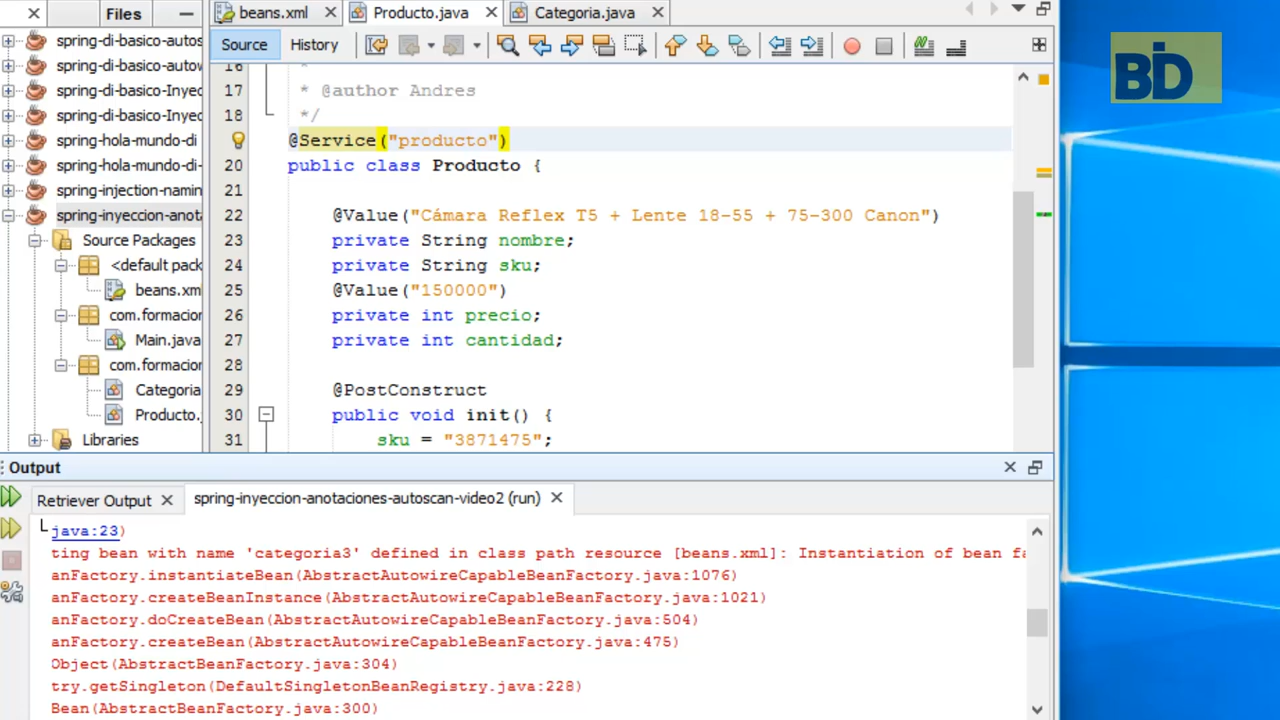 Files
beans.xml
Producto.java
Categoria.java
spring-di-basico-autos
Source
History
spring-di-basico-autow
17 * @author Andres
spring-di-basico-Inyec
18 */
spring-di-basico-Inyec
@Service("producto")
spring-hola-mundo-di
20 public class Producto {
spring-hola-mundo-di-
21
spring-injection-namin
22 @Value("Cámara Reflex T5 + Lente 18-55 + 75-300 Canon")
spring-inyeccion-anota
23 private String nombre;
Source Packages
24 private String sku;
<default pack
25 @Value("150000")
beans.xml
26 private int precio;
com.formacion
27 private int cantidad;
Main.java
28
com.formacion
29 @PostConstruct
Categoria
30 public void init() {
Producto.
31 sku = "3871475";
Libraries
BD
Output
Retriever Output
spring-inyeccion-anotaciones-autoscan-video2 (run)
java:23)
ting bean with name 'categoria3' defined in class path resource [beans.xml]: Instantiation of bean fa
anFactory.instantiateBean(AbstractAutowireCapableBeanFactory.java:1076)
anFactory.createBeanInstance(AbstractAutowireCapableBeanFactory.java:1021)
anFactory.doCreateBean(AbstractAutowireCapableBeanFactory.java:504)
anFactory.createBean(AbstractAutowireCapableBeanFactory.java:475)
Object(AbstractBeanFactory.java:304)
try.getSingleton(DefaultSingletonBeanRegistry.java:228)
Bean(AbstractBeanFactory.java:300)